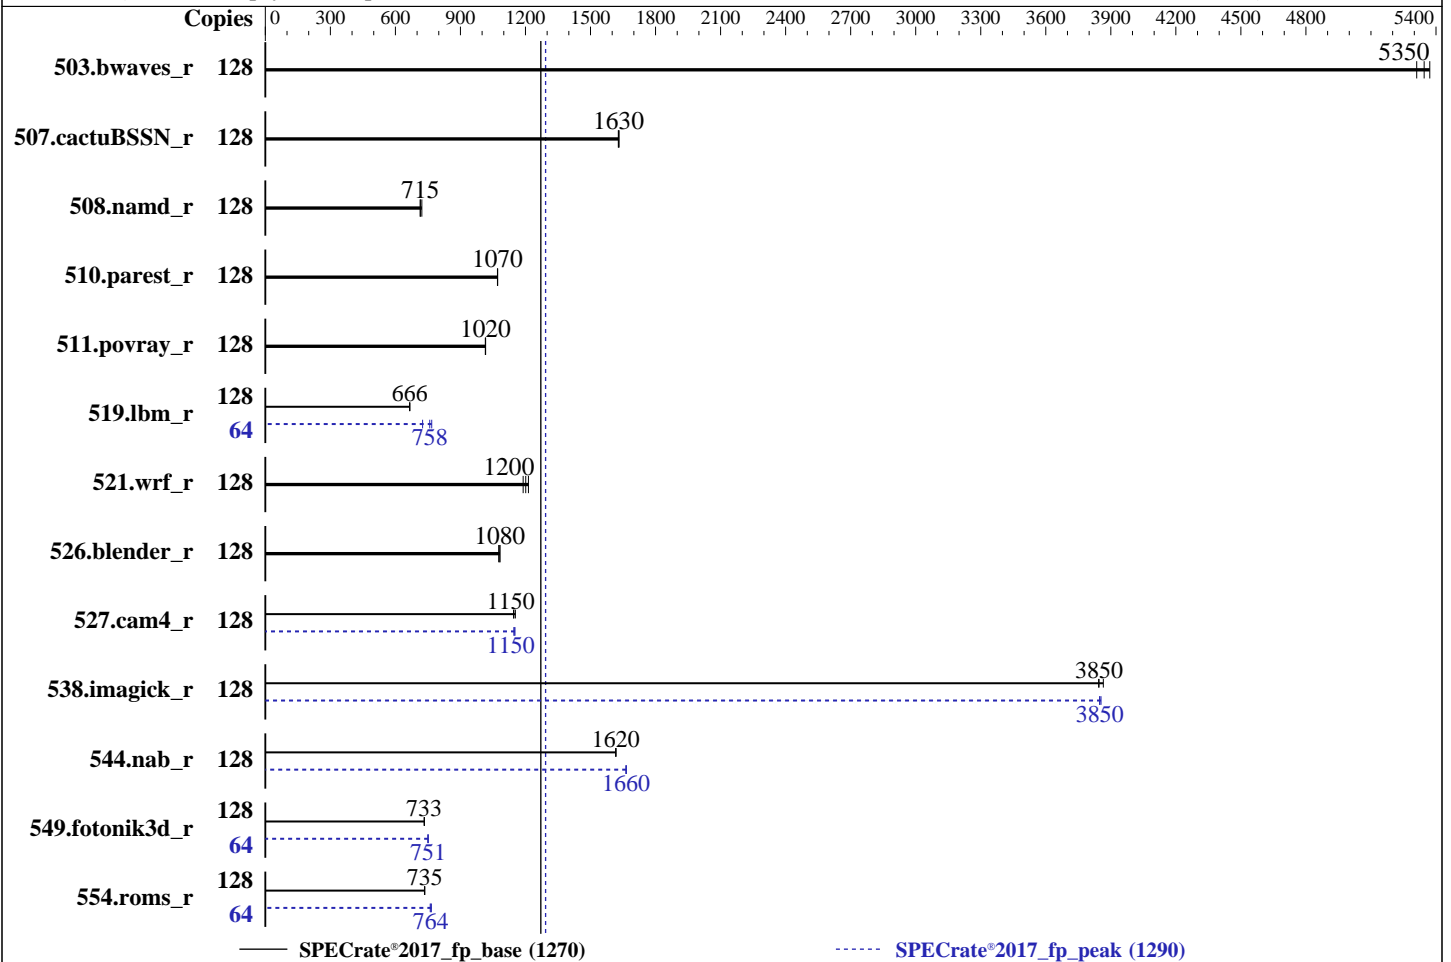 Copies 0 300 600 900 1200 1500 1800 2100 2400 2700 3000 3300 3600 3900 4200 4500 4800 5400
503.bwaves_r 128 5350
507.cactuBSSN_r 128 1630
508.namd_r 128 715
510.parest_r 128 1070
511.povray_r 128 1020
519.lbm_r 128 666
64 758
521.wrf_r 128 1200
526.blender_r 128 1080
527.cam4_r 128 1150
1150
538.imagick_r 128 3850
3850
544.nab_r 128 1620
1660
549.fotonik3d_r 128 733
64 751
554.roms_r 128 735
64 764
SPECrate®2017_fp_base (1270) SPECrate®2017_fp_peak (1290)